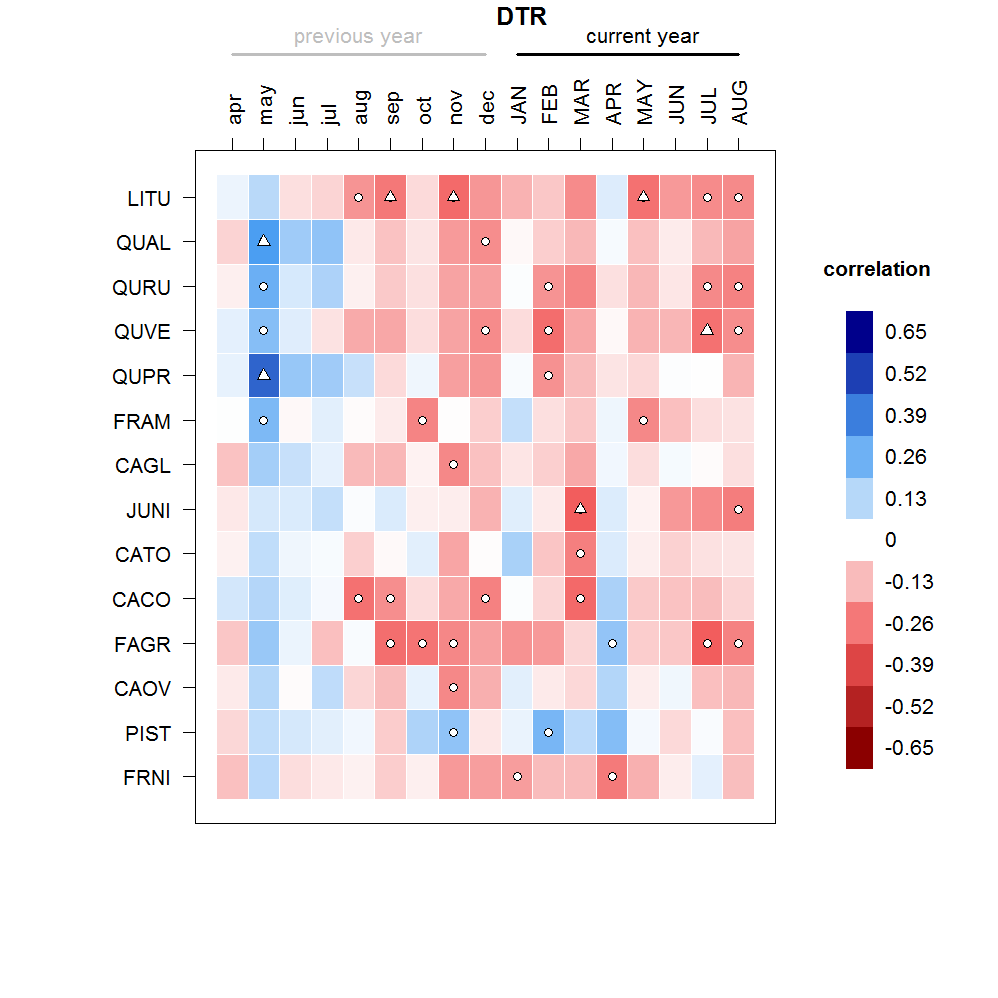 DTR
previous year current year
apr may jun jul aug sep oct nov dec JAN FEB MAR APR MAY JUN JUL AUG
LITU
QUAL
QURU
QUVE
QUPR
FRAM
CAGL
JUNI
CATO
CACO
FAGR
CAOV
PIST
FRNI
correlation
0.65
0.52
0.39
0.26
0.13
0
-0.13
-0.26
-0.39
-0.52
-0.65